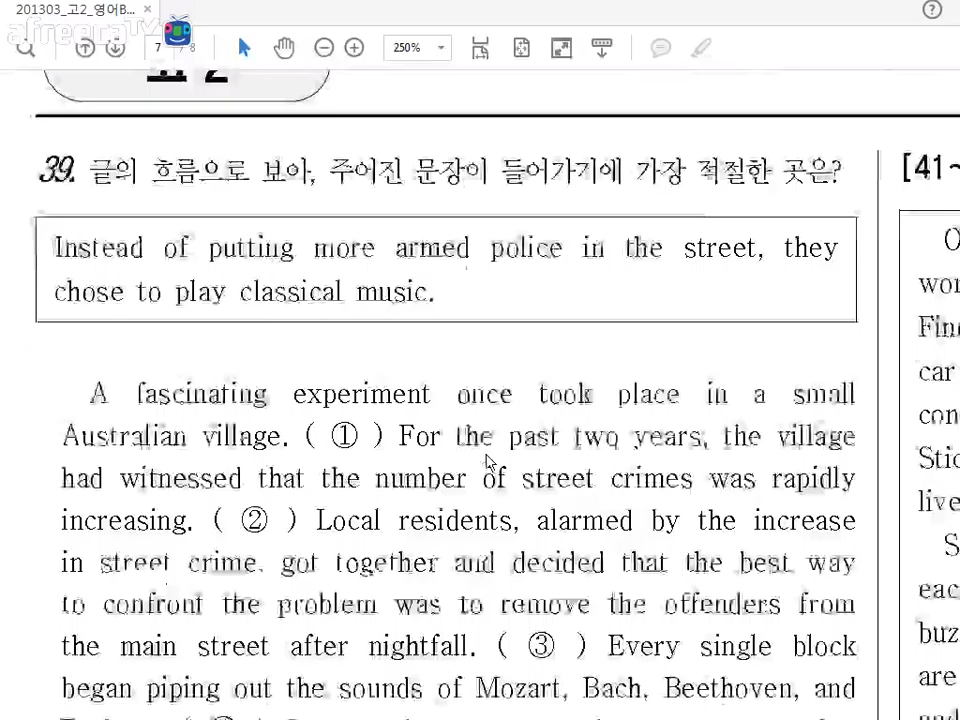 201303_고2_영어B...
afreecaTV
7 / 8
250%
고 2
39. 글의 흐름으로 보아, 주어진 문장이 들어가기에 가장 적절한 곳은?
Instead of putting more armed police in the street, they
chose to play classical music.
A fascinating experiment once took place in a small
Australian village. ( ① ) For the past two years, the village
had witnessed that the number of street crimes was rapidly
increasing. ( ② ) Local residents, alarmed by the increase
in street crime, got together and decided that the best way
to confront the problem was to remove the offenders from
the main street after nightfall. ( ③ ) Every single block
began piping out the sounds of Mozart, Bach, Beethoven, and
[41~
wor
car
con
Stic
live
S
eac
buz
are